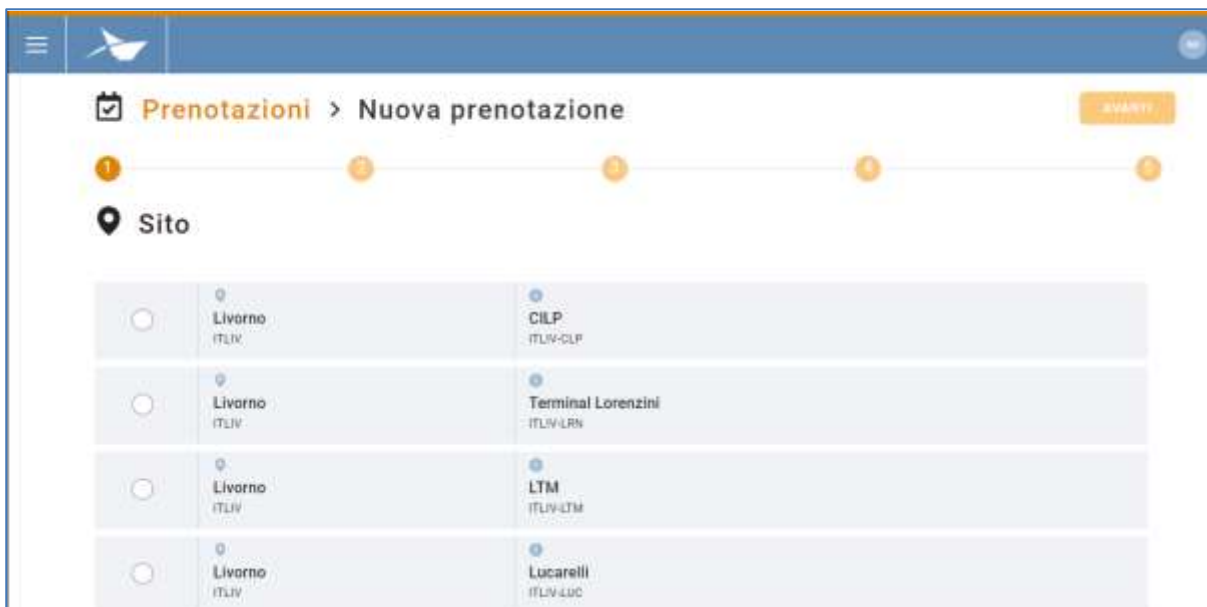 Prenotazioni > Nuova prenotazione
AVANTI
1 2 3 4 5
Sito
Livorno
ITLIV
CILP
ITLIV-CLP
Livorno
ITLIV
Terminal Lorenzini
ITLIV-LRN
Livorno
ITLIV
LTM
ITLIV-LTM
Livorno
ITLIV
Lucarelli
ITLIV-LUC